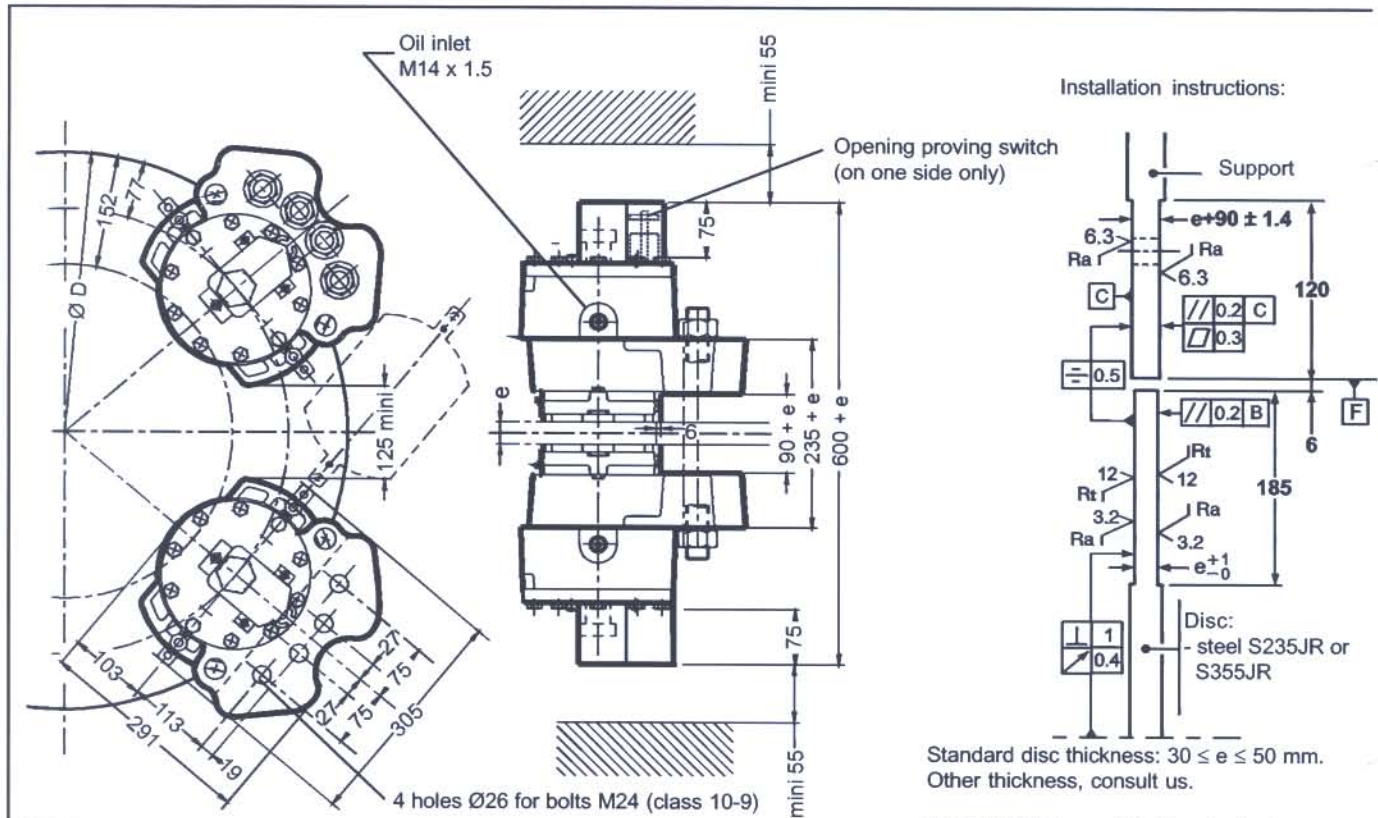 Oil inlet
M14 x 1.5
mini 55
Installation instructions:
Opening proving switch
(on one side only)
Support
77
152
Ø D
75
e+90 ± 1.4
6.3
Ra
Ra
6.3
C
// 0.2 C
0.3
120
0.5
F
125 mini
e
6
90 + e
235 + e
600 + e
// 0.2 B
6
Rt
12
12
Rt
185
3.2
Ra
Ra
3.2
e +1 -0
27
75
103
27
75
113
291
305
19
75
⊥ 1
0.4
Disc:
- steel S235JR or
S355JR
mini 55
4 holes Ø26 for bolts M24 (class 10-9)
Standard disc thickness: 30 ≤ e ≤ 50 mm.
Other thickness, consult us.